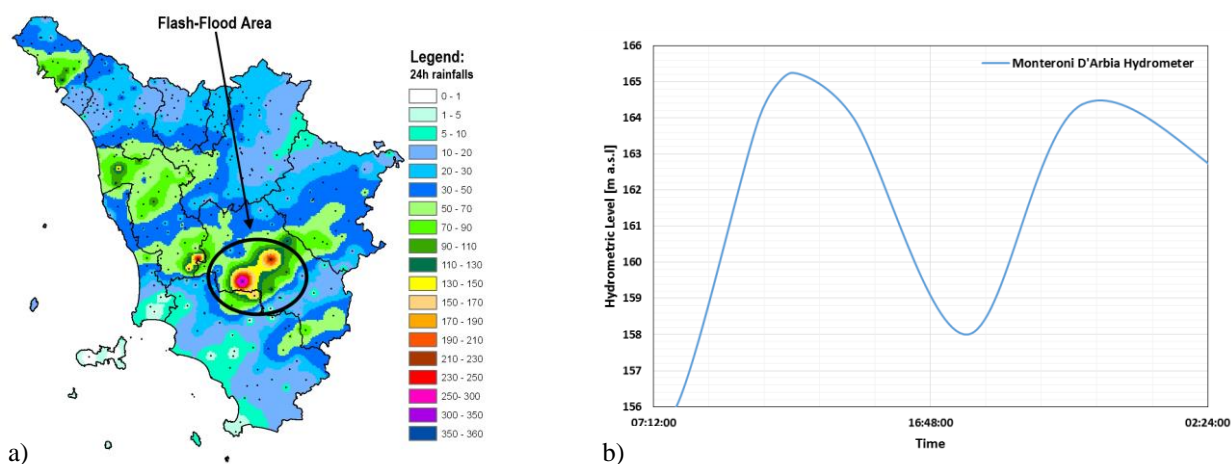 Flash-Flood Area
Legend:
24h rainfalls
0 - 1
1 - 5
5 - 10
10 - 20
20 - 30
30 - 50
50 - 70
70 - 90
90 - 110
110 - 130
130 - 150
150 - 170
170 - 190
190 - 210
210 - 230
230 - 250
250- 300
300 - 350
350 - 360
a)
166
165
164
163
162
161
160
159
158
157
156
Hydrometric Level [m a.s.l]
Monteroni D'Arbia Hydrometer
07:12:00
16:48:00
02:24:00
Time
b)